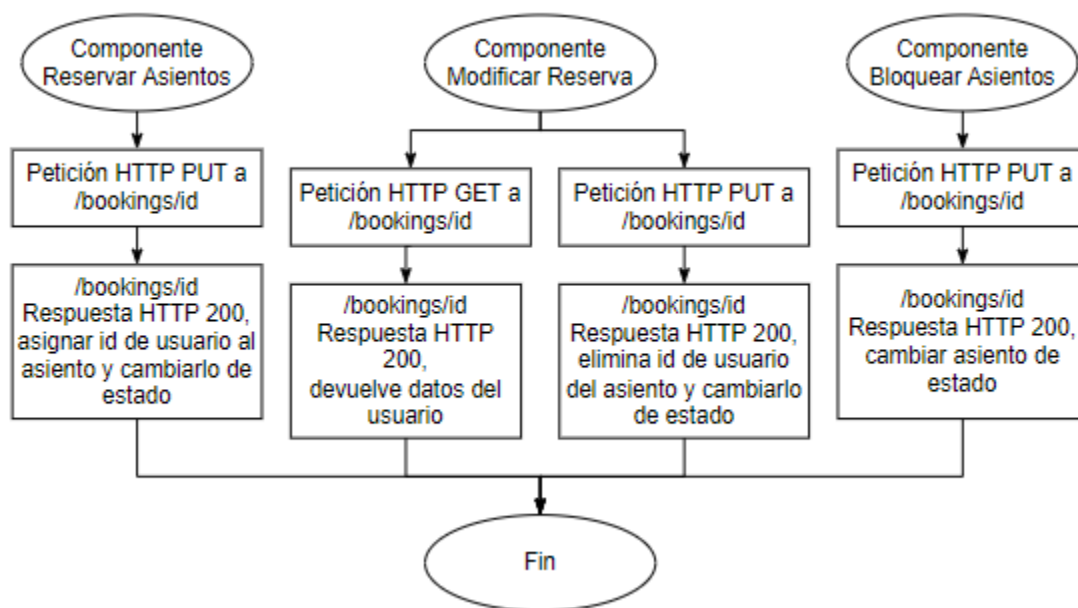 Componente
Reservar Asientos
Componente
Modificar Reserva
Componente
Bloquear Asientos
Petición HTTP PUT a
/bookings/id
Petición HTTP GET a
/bookings/id
Petición HTTP PUT a
/bookings/id
Petición HTTP PUT a
/bookings/id
/bookings/id
Respuesta HTTP 200,
asignar id de usuario al
asiento y cambiarlo de
estado
/bookings/id
Respuesta HTTP
200,
devuelve datos del
usuario
/bookings/id
Respuesta HTTP 200,
elimina id de usuario
del asiento y cambiarlo
de estado
/bookings/id
Respuesta HTTP 200,
cambiar asiento de
estado
Fin